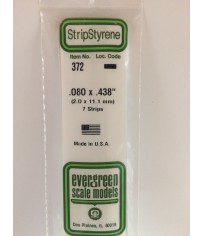 StripStyrene
Item No. Loc. Code
372
.080 x .438"
(2.0 x 11.1 mm)
7 Strips
Made in U.S.A.
evergreen
scale models
Des Plaines, IL 60018